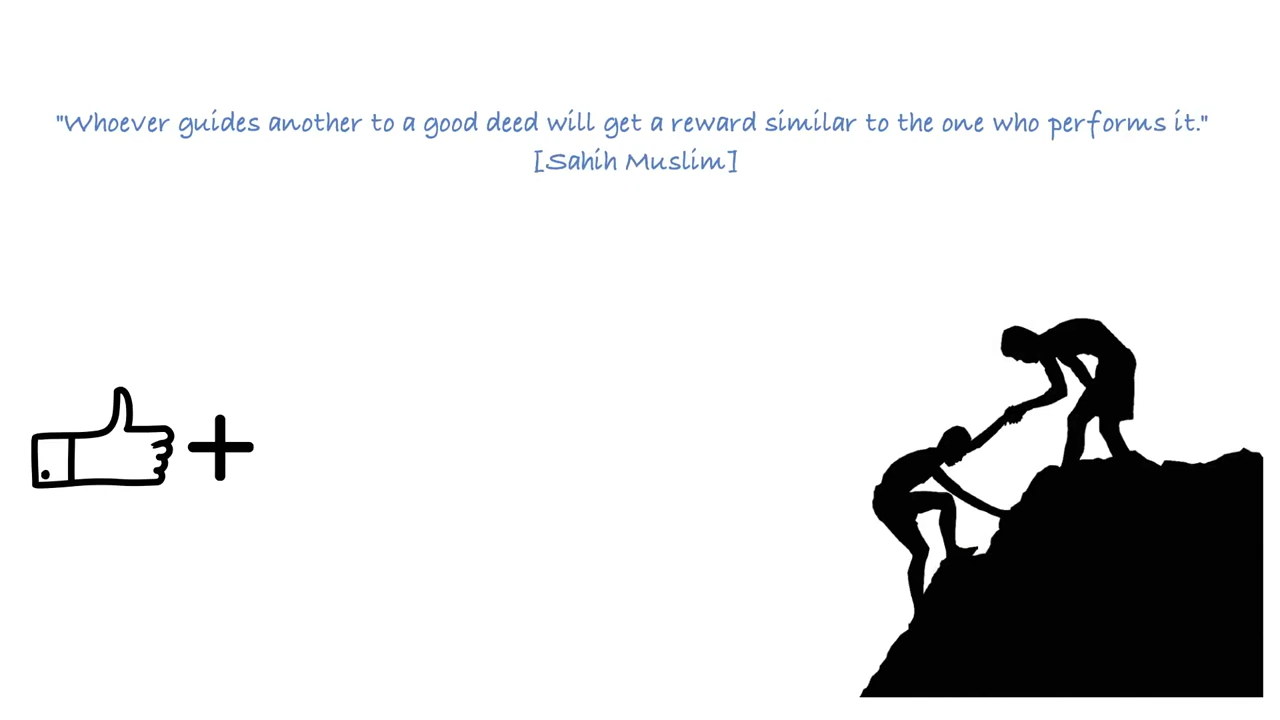 "Whoever guides another to a good deed will get a reward similar to the one who performs it."
[Sahih Muslim]